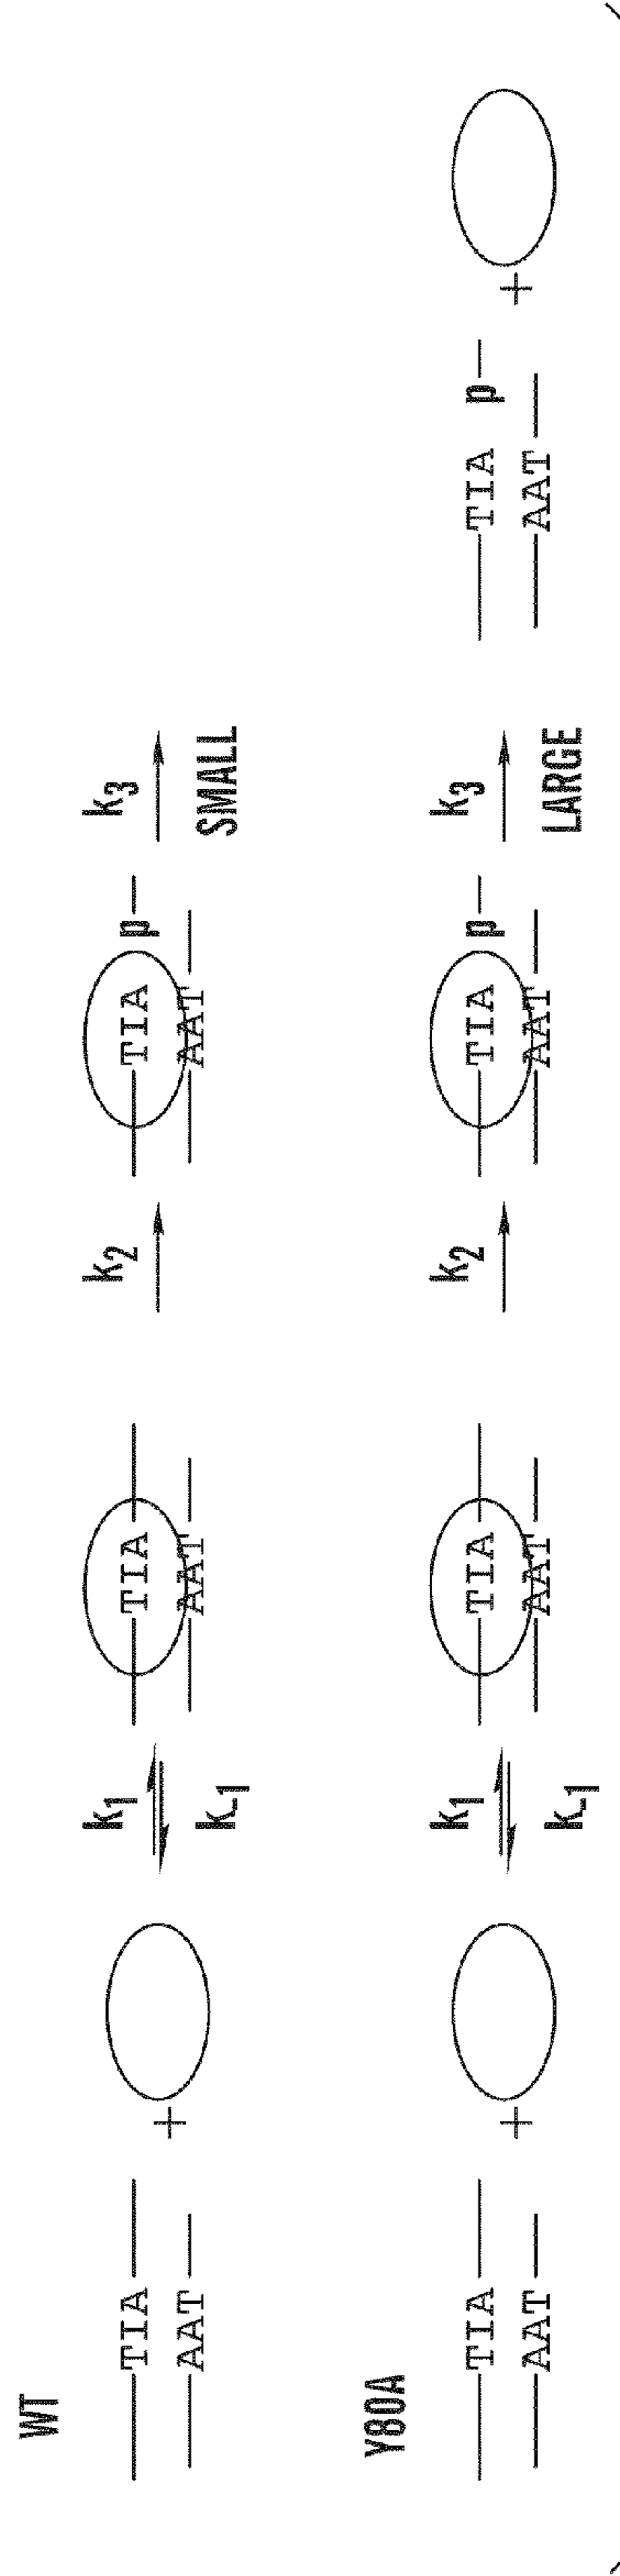 WT
TIA
AAT
+
k1
k-1
TIA
AAT
k2
TIA p
AAT
k3
SMALL
Y80A
TIA
AAT
+
k1
k-1
TIA
AAT
k2
TIA p
AAT
k3
LARGE
TIA p
AAT
+